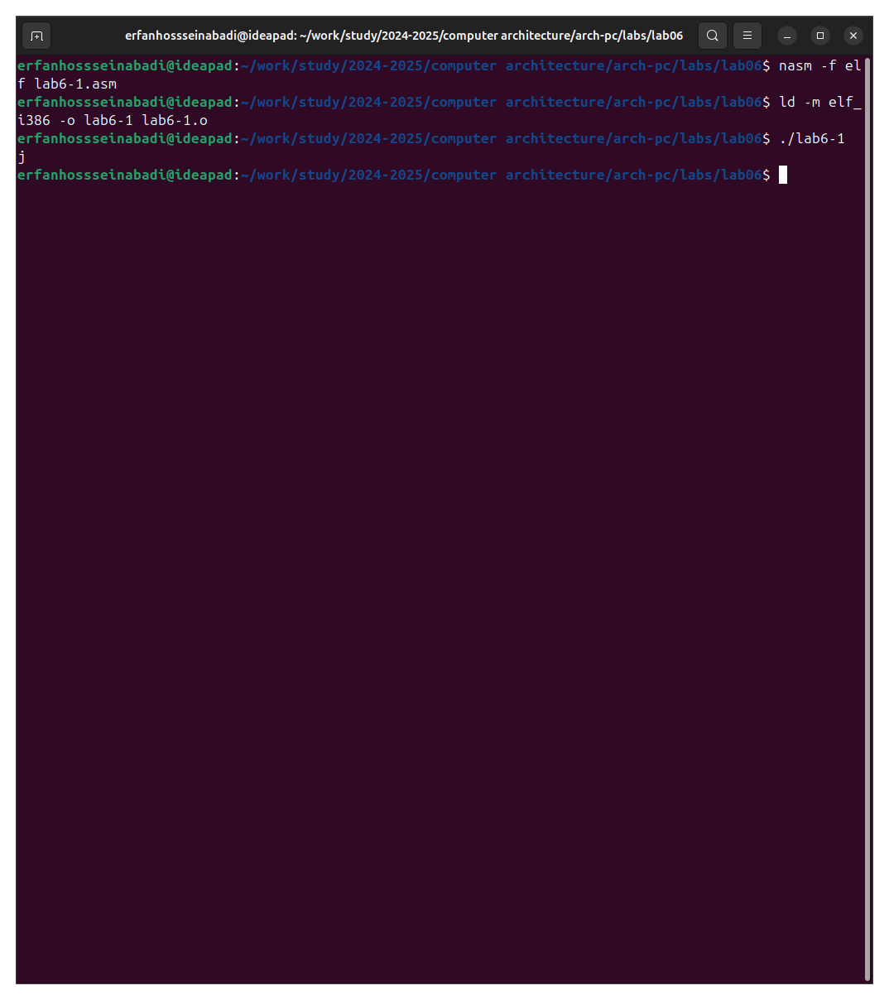 erfanhossseinabadi@ideapad: ~/work/study/2024-2025/computer architecture/arch-pc/labs/lab06
erfanhossseinabadi@ideapad:~/work/study/2024-2025/computer architecture/arch-pc/labs/lab06$ nasm -f el
f lab6-1.asm
erfanhossseinabadi@ideapad:~/work/study/2024-2025/computer architecture/arch-pc/labs/lab06$ ld -m elf_
i386 -o lab6-1 lab6-1.o
erfanhossseinabadi@ideapad:~/work/study/2024-2025/computer architecture/arch-pc/labs/lab06$ ./lab6-1
j
erfanhossseinabadi@ideapad:~/work/study/2024-2025/computer architecture/arch-pc/labs/lab06$